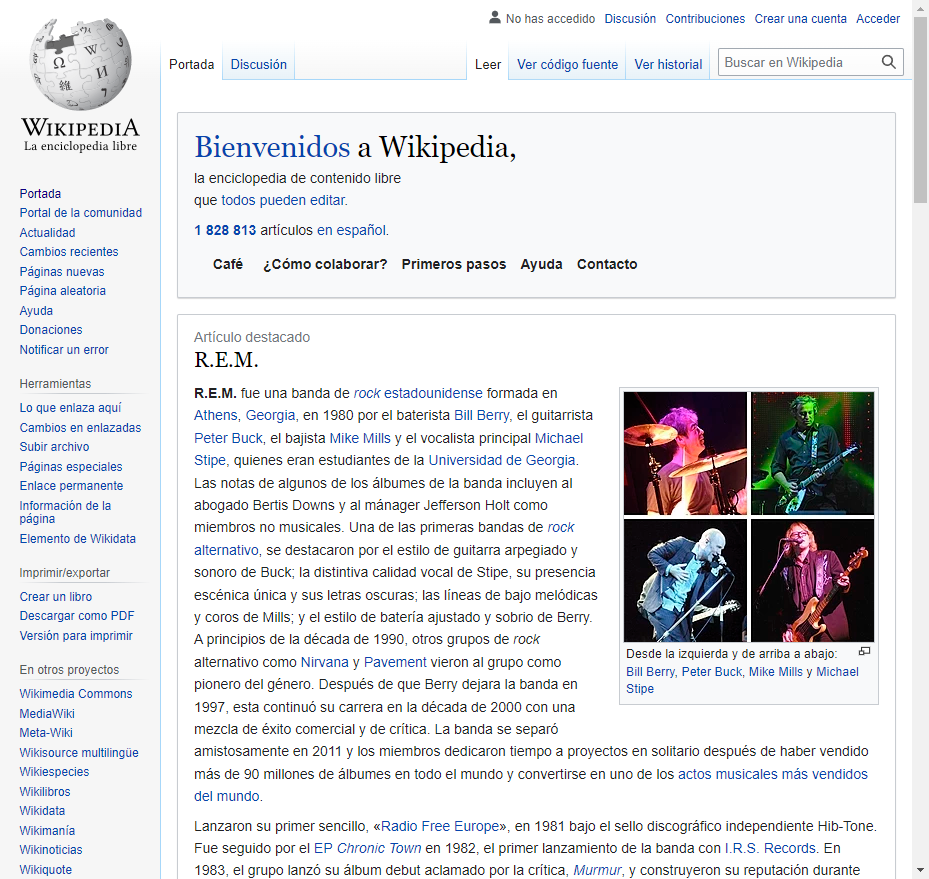 No has accedido Discusión Contribuciones Crear una cuenta Acceder
Portada Discusión Leer Ver código fuente Ver historial Buscar en Wikipedia
WIKIPEDIA
La enciclopedia libre
Portada
Portal de la comunidad
Actualidad
Cambios recientes
Páginas nuevas
Página aleatoria
Ayuda
Donaciones
Notificar un error
Herramientas
Lo que enlaza aquí
Cambios en enlazadas
Subir archivo
Páginas especiales
Enlace permanente
Información de la
página
Elemento de Wikidata
Imprimir/exportar
Crear un libro
Descargar como PDF
Versión para imprimir
En otros proyectos
Wikimedia Commons
MediaWiki
Meta-Wiki
Wikisource multilingüe
Wikiespecies
Wikilibros
Wikidata
Wikimanía
Wikinoticias
Wikiquote
Bienvenidos a Wikipedia,
la enciclopedia de contenido libre
que todos pueden editar.
1 828 813 artículos en español.
Café ¿Cómo colaborar? Primeros pasos Ayuda Contacto
Artículo destacado
R.E.M.
R.E.M. fue una banda de rock estadounidense formada en
Athens, Georgia, en 1980 por el baterista Bill Berry, el guitarrista
Peter Buck, el bajista Mike Mills y el vocalista principal Michael
Stipe, quienes eran estudiantes de la Universidad de Georgia.
Las notas de algunos de los álbumes de la banda incluyen al
abogado Bertis Downs y al mánager Jefferson Holt como
miembros no musicales. Una de las primeras bandas de rock
alternativo, se destacaron por el estilo de guitarra arpegiado y
sonoro de Buck; la distintiva calidad vocal de Stipe, su presencia
escénica única y sus letras oscuras; las líneas de bajo melódicas
y coros de Mills; y el estilo de batería ajustado y sobrio de Berry.
A principios de la década de 1990, otros grupos de rock
alternativo como Nirvana y Pavement vieron al grupo como
pionero del género. Después de que Berry dejara la banda en
1997, esta continuó su carrera en la década de 2000 con una
mezcla de éxito comercial y de crítica. La banda se separó
amistosamente en 2011 y los miembros dedicaron tiempo a proyectos en solitario después de haber vendido
más de 90 millones de álbumes en todo el mundo y convertirse en uno de los actos musicales más vendidos
del mundo.
Desde la izquierda y de arriba a abajo:
Bill Berry, Peter Buck, Mike Mills y Michael
Stipe
Lanzaron su primer sencillo, «Radio Free Europe», en 1981 bajo el sello discográfico independiente Hib-Tone.
Fue seguido por el EP Chronic Town en 1982, el primer lanzamiento de la banda con I.R.S. Records. En
1983, el grupo lanzó su álbum debut aclamado por la crítica, Murmur, y construyeron su reputación durante